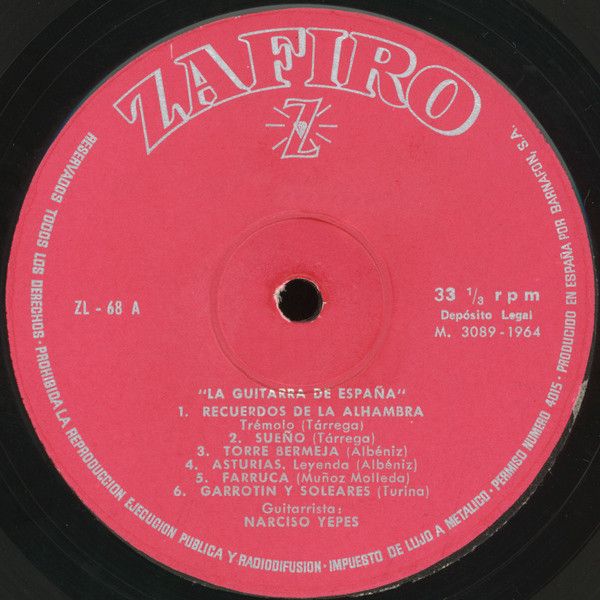 ZAFIRO
Z
ZL - 68 A
33 1/3 rpm
Depósito Legal
M. 3089-1964
"LA GUITARRA DE ESPAÑA"
1. RECUERDOS DE LA ALHAMBRA
Trémolo (Tárrega)
2. SUEÑO (Tárrega)
3. TORRE BERMEJA (Albéniz)
4. ASTURIAS. Leyenda (Albéniz)
5. FARRUCA (Muñoz Molleda)
6. GARROTIN Y SOLEARES (Turina)
Guitarrista:
NARCISO YEPES
RESERVADOS TODOS LOS DERECHOS · PROHIBIDA LA REPRODUCCION EJECUCION PUBLICA Y RADIODIFUSION · IMPUESTO DE LUJO A METALICO · PERMISO NUMERO 4015 · PRODUCIDO EN ESPAÑA POR BARNAFON, S.A.